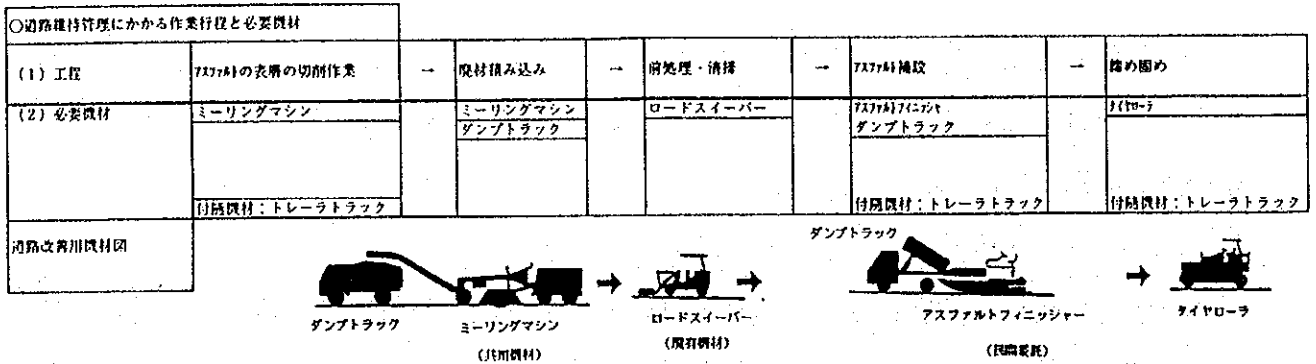 ○道路維持管理にかかる作業行程と必要機材
(1) 工程
アスファルトの表層の切削作業
→
廃材積み込み
→
前処理・清掃
→
アスファルト舗設
→
締め固め
(2) 必要機材
ミーリングマシン
ミーリングマシン
ダンプトラック
ロードスイーパー
アスファルトフィニッシャ
ダンプトラック
タイヤローラ
付随機材：トレーラトラック
付随機材：トレーラトラック
付随機材：トレーラトラック
道路改善用機材図
ダンプトラック
ダンプトラック
ミーリングマシン
(共用機材)
ロードスイーパー
(現有機材)
アスファルトフィニッシャー
(民間委託)
タイヤローラ